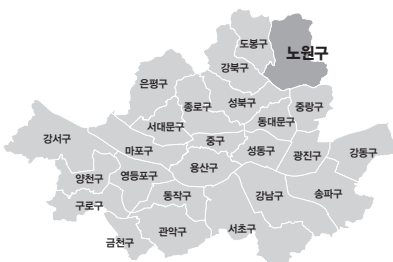 도봉구
노원구
강북구
은평구
종로구
성북구
중랑구
서대문구
동대문구
강서구
마포구
중구
성동구
광진구
강동구
양천구
영등포구
용산구
구로구
동작구
강남구
송파구
금천구
관악구
서초구